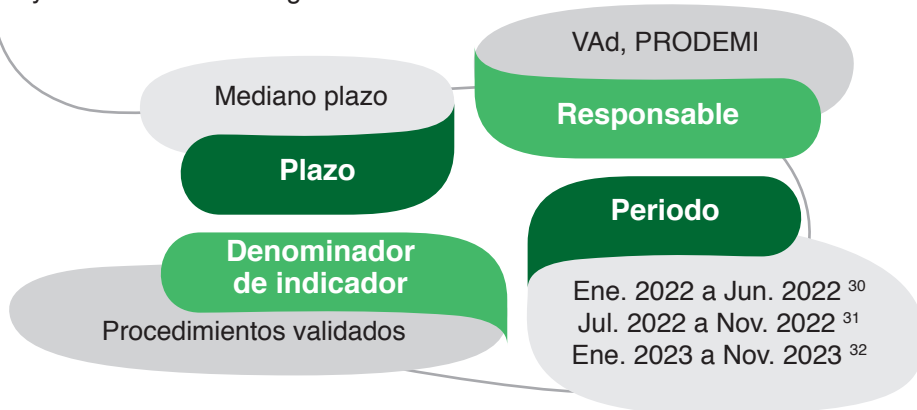 VAd, PRODEMI
Responsable
Mediano plazo
Plazo
Periodo
Ene. 2022 a Jun. 2022 30
Jul. 2022 a Nov. 2022 31
Ene. 2023 a Nov. 2023 32
Denominador
de indicador
Procedimientos validados